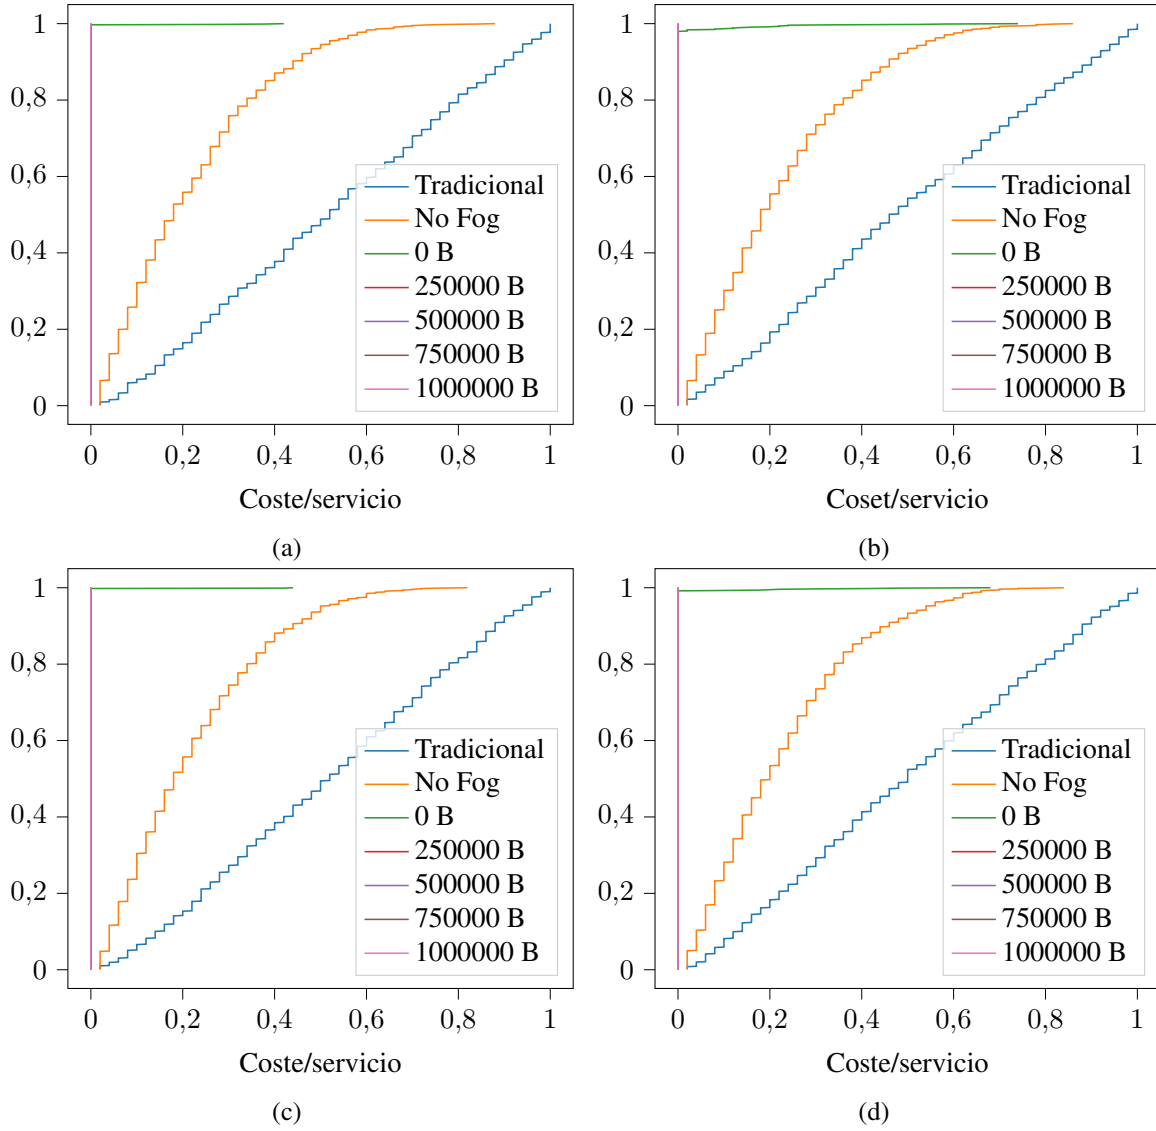 1
0,8
0,6
0,4
0,2
0
Tradicional
No Fog
0 B
250000 B
500000 B
750000 B
1000000 B
0 0,2 0,4 0,6 0,8 1
Coste/servicio
(a)
1
0,8
0,6
0,4
0,2
0
Tradicional
No Fog
0 B
250000 B
500000 B
750000 B
1000000 B
0 0,2 0,4 0,6 0,8 1
Coset/servicio
(b)
1
0,8
0,6
0,4
0,2
0
Tradicional
No Fog
0 B
250000 B
500000 B
750000 B
1000000 B
0 0,2 0,4 0,6 0,8 1
Coste/servicio
(c)
1
0,8
0,6
0,4
0,2
0
Tradicional
No Fog
0 B
250000 B
500000 B
750000 B
1000000 B
0 0,2 0,4 0,6 0,8 1
Coste/servicio
(d)